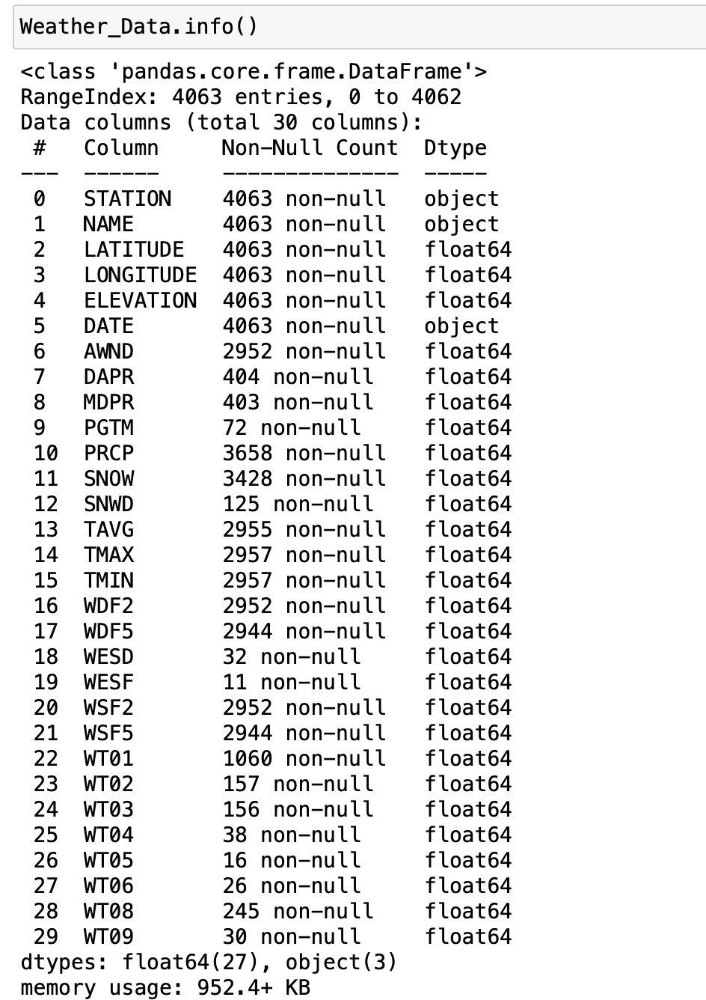 Weather_Data.info()
<class 'pandas.core.frame.DataFrame'>
RangeIndex: 4063 entries, 0 to 4062
Data columns (total 30 columns):
 #   Column     Non-Null Count  Dtype
---  ------     --------------  -----
 0   STATION    4063 non-null   object
 1   NAME       4063 non-null   object
 2   LATITUDE   4063 non-null   float64
 3   LONGITUDE  4063 non-null   float64
 4   ELEVATION  4063 non-null   float64
 5   DATE       4063 non-null   object
 6   AWND       2952 non-null   float64
 7   DAPR       404 non-null    float64
 8   MDPR       403 non-null    float64
 9   PGTM       72 non-null     float64
 10  PRCP       3658 non-null   float64
 11  SNOW       3428 non-null   float64
 12  SNWD       125 non-null    float64
 13  TAVG       2955 non-null   float64
 14  TMAX       2957 non-null   float64
 15  TMIN       2957 non-null   float64
 16  WDF2       2952 non-null   float64
 17  WDF5       2944 non-null   float64
 18  WESD       32 non-null     float64
 19  WESF       11 non-null     float64
 20  WSF2       2952 non-null   float64
 21  WSF5       2944 non-null   float64
 22  WT01       1060 non-null   float64
 23  WT02       157 non-null    float64
 24  WT03       156 non-null    float64
 25  WT04       38 non-null     float64
 26  WT05       16 non-null     float64
 27  WT06       26 non-null     float64
 28  WT08       245 non-null    float64
 29  WT09       30 non-null     float64
dtypes: float64(27), object(3)
memory usage: 952.4+ KB